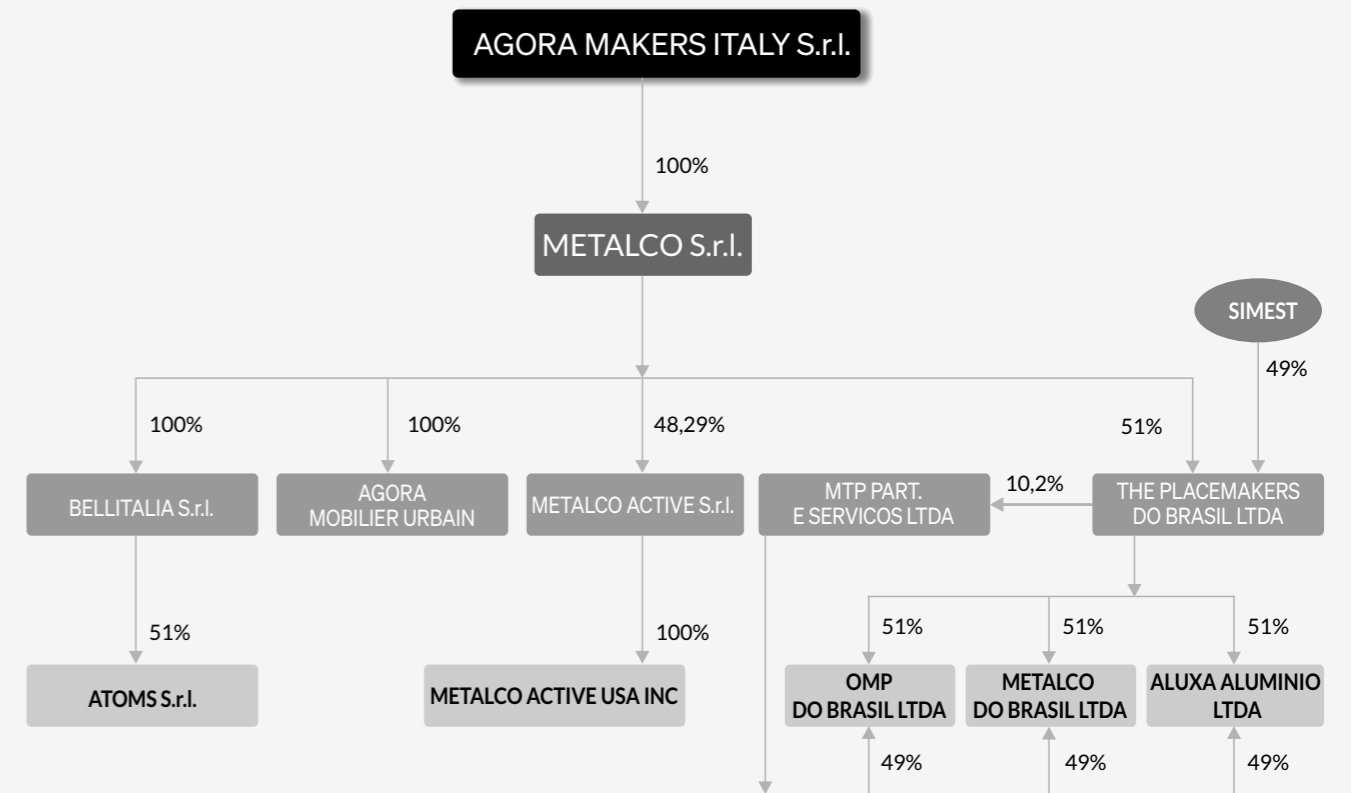 AGORA MAKERS ITALY S.r.l.
100%
METALCO S.r.l.
SIMEST
49%
100%
100%
48,29%
51%
BELLITALIA S.r.l.
AGORA
MOBILIER URBAIN
METALCO ACTIVE S.r.l.
MTP PART.
E SERVICOS LTDA
10,2%
THE PLACEMAKERS
DO BRASIL LTDA
51%
100%
51%
51%
51%
ATOMS S.r.l.
METALCO ACTIVE USA INC
OMP
DO BRASIL LTDA
METALCO
DO BRASIL LTDA
ALUXA ALUMINIO
LTDA
49%
49%
49%